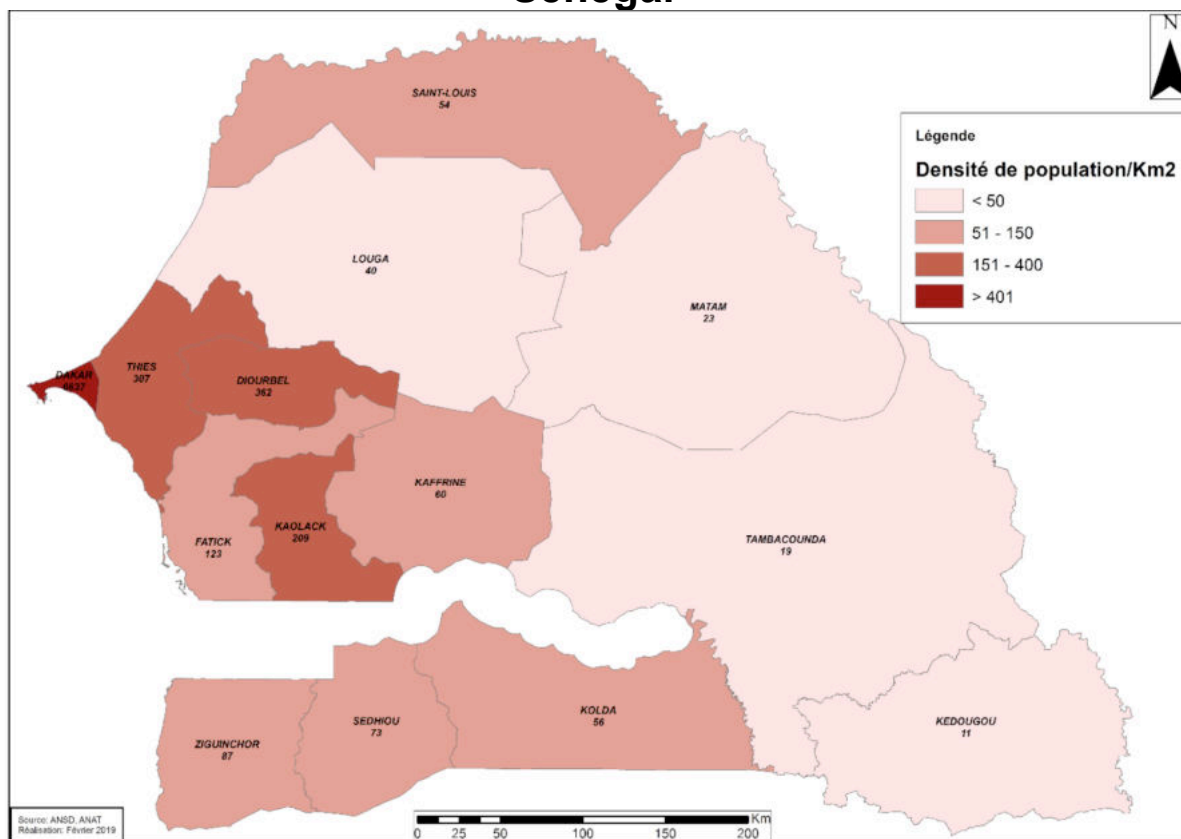 Sénégal
N
SAINT-LOUIS
54
Légende
Densité de population/Km2
< 50
51 - 150
151 - 400
> 401
LOUGA
40
MATAM
23
DAKAR
6637
THIES
307
DIOURBEL
362
KAFFRINE
60
FATICK
123
KAOLACK
209
TAMBACOUNDA
19
ZIGUINCHOR
87
SEDHIOU
73
KOLDA
56
KEDOUGOU
11
Source: ANSD, ANAT
Réalisation: Février 2019
Km
0 25 50 100 150 200